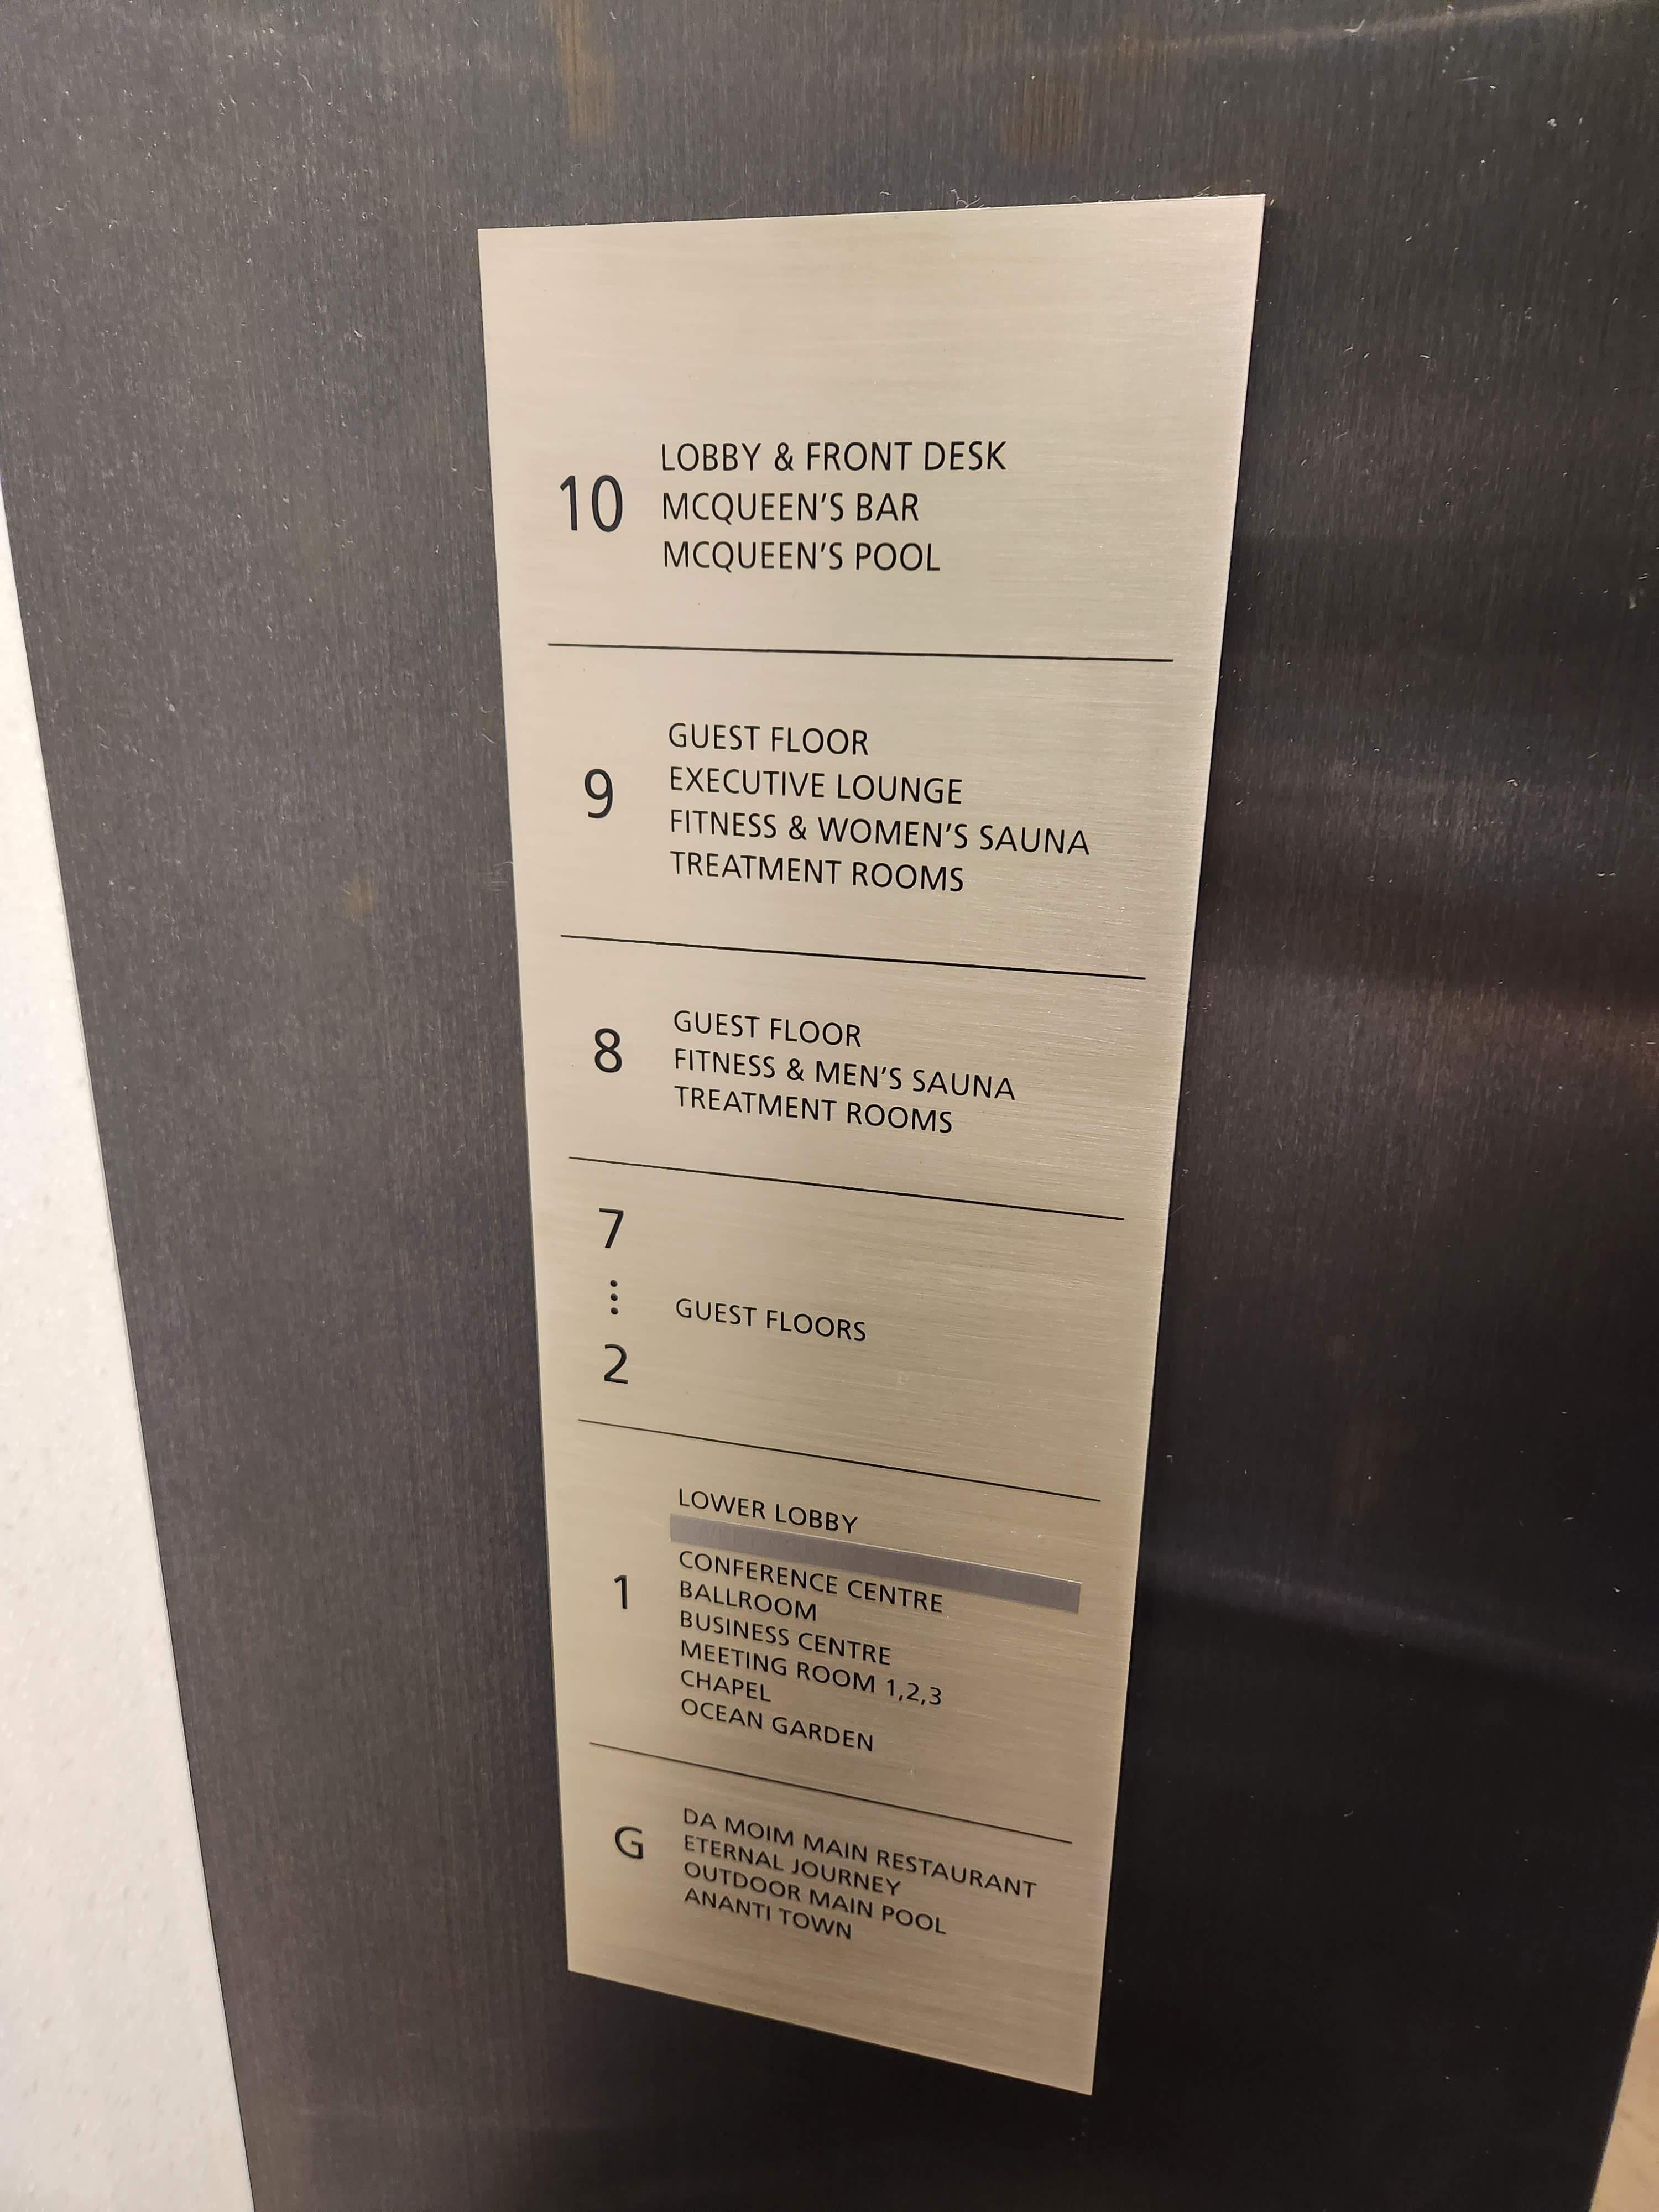 10
LOBBY & FRONT DESK
MCQUEEN'S BAR
MCQUEEN'S POOL
9
GUEST FLOOR
EXECUTIVE LOUNGE
FITNESS & WOMEN'S SAUNA
TREATMENT ROOMS
8
GUEST FLOOR
FITNESS & MEN'S SAUNA
TREATMENT ROOMS
7
⋮
2
GUEST FLOORS
1
LOWER LOBBY
CONFERENCE CENTRE
BALLROOM
BUSINESS CENTRE
MEETING ROOM 1,2,3
CHAPEL
OCEAN GARDEN
G
DA MOIM MAIN RESTAURANT
ETERNAL JOURNEY
OUTDOOR MAIN POOL
ANANTI TOWN